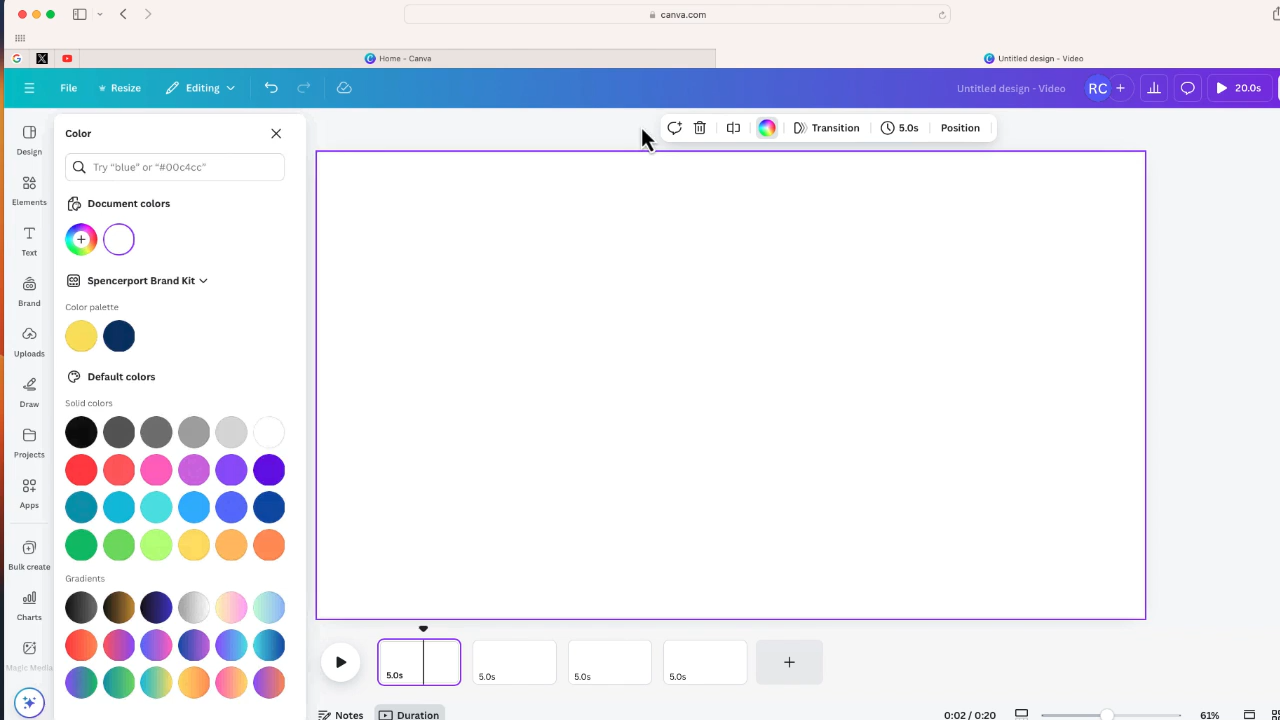 canva.com
Home - Canva
Untitled design - Video
File
Resize
Editing
Untitled design - Video
RC
20.0s
Color
Transition
5.0s
Position
Try "blue" or "#00c4cc"
Design
Elements
Text
Brand
Uploads
Draw
Projects
Apps
Bulk create
Charts
Magic Media
Document colors
Spencerport Brand Kit
Color palette
Default colors
Solid colors
Gradients
5.0s
5.0s
5.0s
5.0s
Notes
Duration
0:02 / 0:20
61%